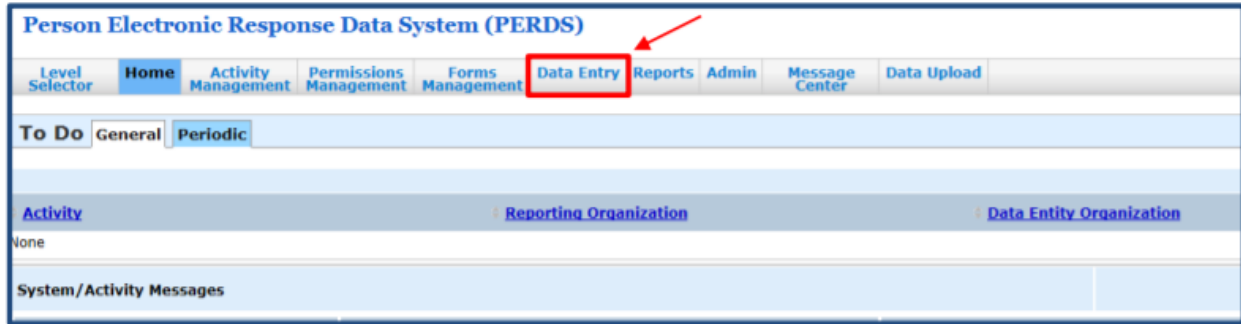 Person Electronic Response Data System (PERDS)
Level Selector Home Activity Management Permissions Management Forms Management Data Entry Reports Admin Message Center Data Upload
To Do General Periodic
Activity Reporting Organization Data Entity Organization
None
System/Activity Messages